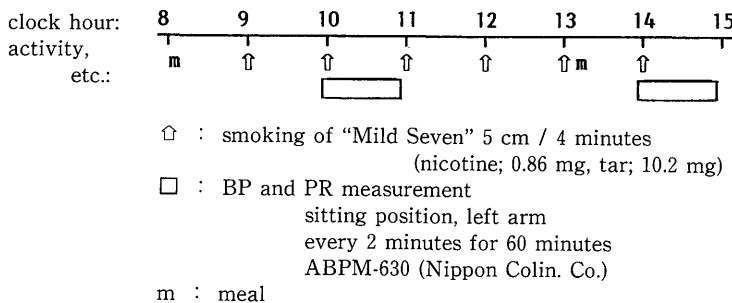 clock hour: 8 9 10 11 12 13 14 15
activity,
etc.: m m
⇧ : smoking of “Mild Seven” 5 cm / 4 minutes
(nicotine; 0.86 mg, tar; 10.2 mg)
□ : BP and PR measurement
sitting position, left arm
every 2 minutes for 60 minutes
ABPM-630 (Nippon Colin. Co.)
m : meal